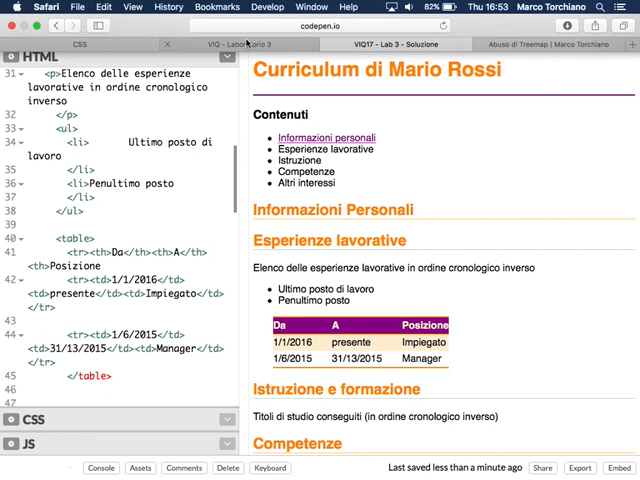 Safari File Edit View History Bookmarks Develop Window Help 82% Thu 16:53 Marco Torchiano
codepen.io
CSS
VIQ - Laboratorio 3
VIQ17 - Lab 3 - Soluzione
Abuso di Treemap | Marco Torchiano
HTML
31 <p>Elenco delle esperienze
lavorative in ordine cronologico
inverso
32 </p>
33 <ul>
34 <li> Ultimo posto di
lavoro
35 </li>
36 <li>Penultimo posto
37 </li>
38 </ul>
39
40 <table>
41 <tr><th>Da</th><th>A</th>
<th>Posizione
42 <tr><td>1/1/2016</td>
<td>presente</td><td>Impiegato</td>
</tr>
44 <tr><td>1/6/2015</td>
<td>31/13/2015</td><td>Manager</td>
</tr>
45 </table>
46
47
CSS
JS
Curriculum di Mario Rossi
Contenuti
Informazioni personali
Esperienze lavorative
Istruzione
Competenze
Altri interessi
Informazioni Personali
Esperienze lavorative
Elenco delle esperienze lavorative in ordine cronologico inverso
Ultimo posto di lavoro
Penultimo posto
Da A Posizione
1/1/2016 presente Impiegato
1/6/2015 31/13/2015 Manager
Istruzione e formazione
Titoli di studio conseguiti (in ordine cronologico inverso)
Competenze
Console Assets Comments Delete Keyboard Last saved less than a minute ago Share Export Embed